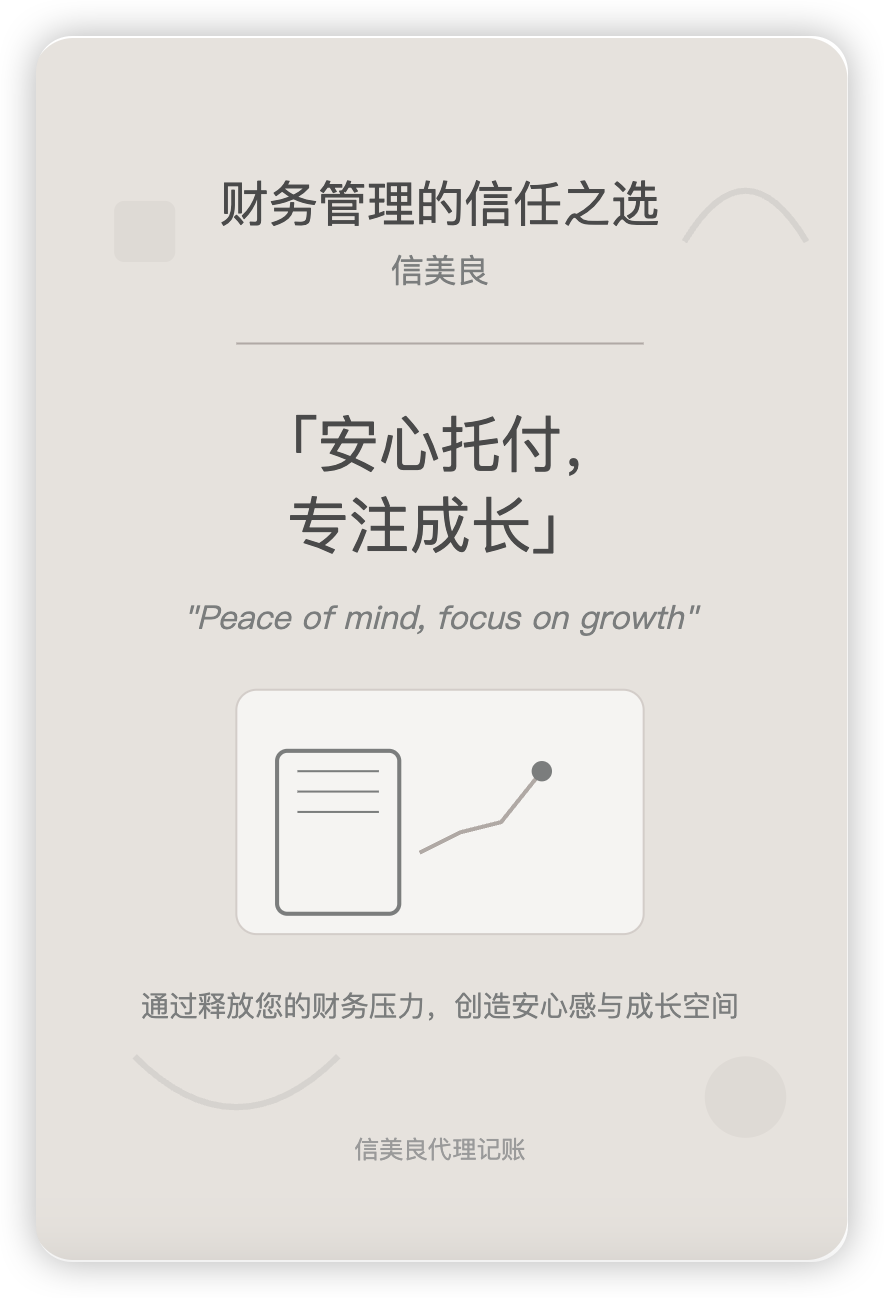 财务管理的信任之选
信美良
「安心托付，
专注成长」
"Peace of mind, focus on growth"
通过释放您的财务压力，创造安心感与成长空间
信美良代理记账